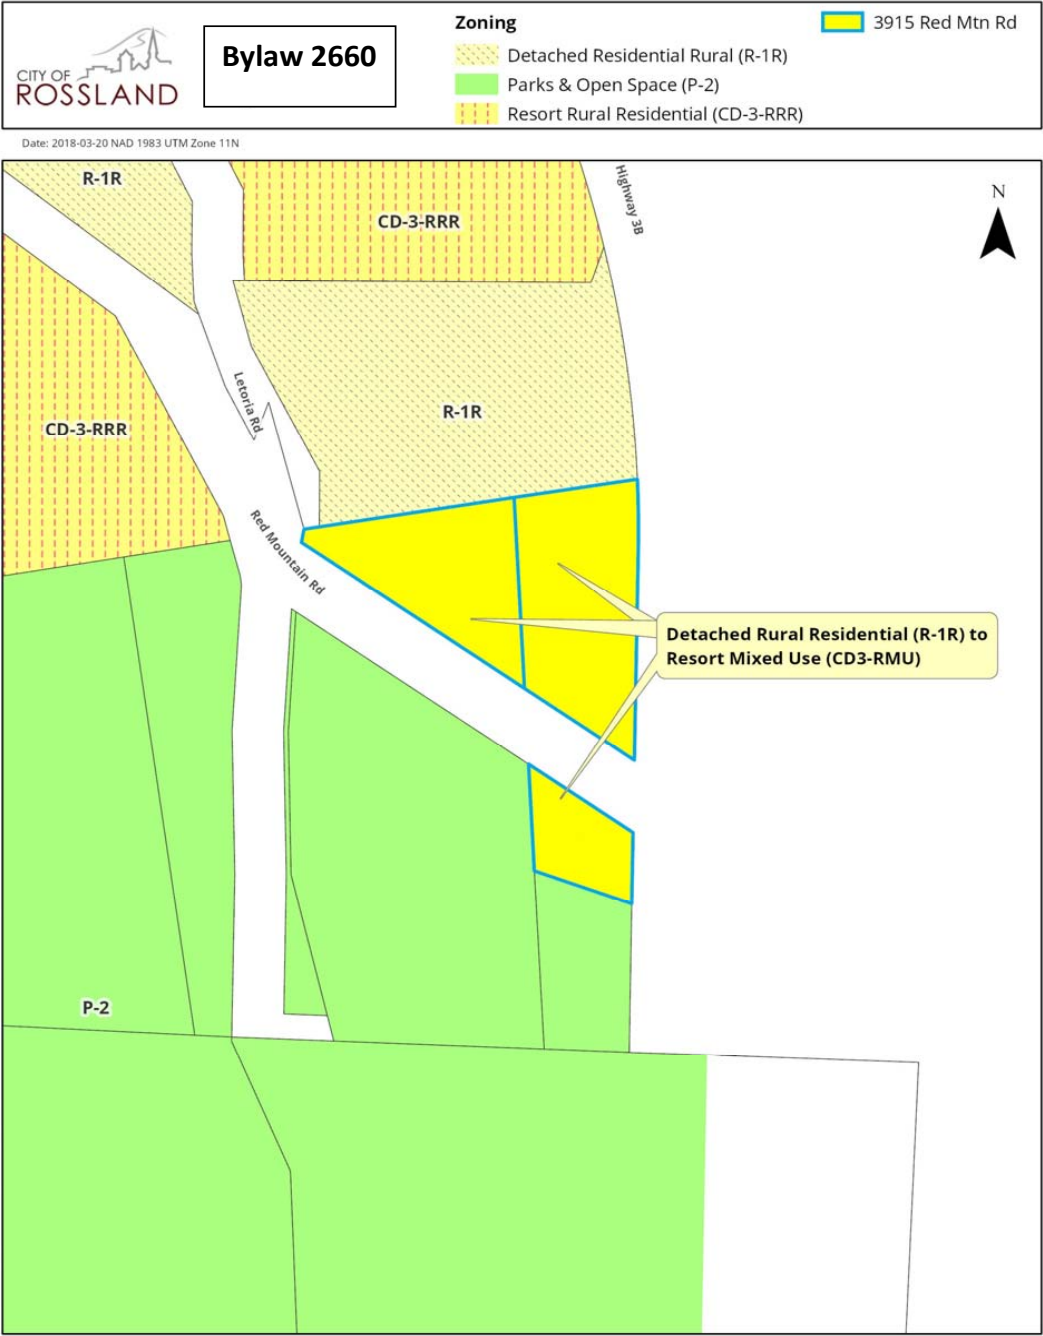 CITY OF
ROSSLAND
Bylaw 2660
Zoning
Detached Residential Rural (R-1R)
Parks & Open Space (P-2)
Resort Rural Residential (CD-3-RRR)
3915 Red Mtn Rd
Date: 2018-03-20 NAD 1983 UTM Zone 11N
R-1R
CD-3-RRR
Highway 3B
N
Letoria Rd
R-1R
CD-3-RRR
Red Mountain Rd
Detached Rural Residential (R-1R) to
Resort Mixed Use (CD3-RMU)
P-2